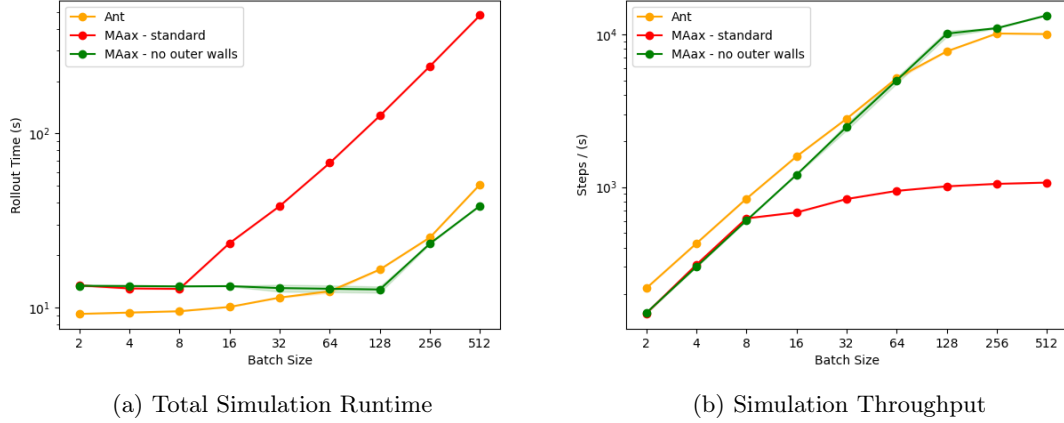 Ant
MAax - standard
MAax - no outer walls
Rollout Time (s)
10²
10¹
2 4 8 16 32 64 128 256 512
Batch Size
(a) Total Simulation Runtime
Ant
MAax - standard
MAax - no outer walls
Steps / (s)
10⁴
10³
2 4 8 16 32 64 128 256 512
Batch Size
(b) Simulation Throughput